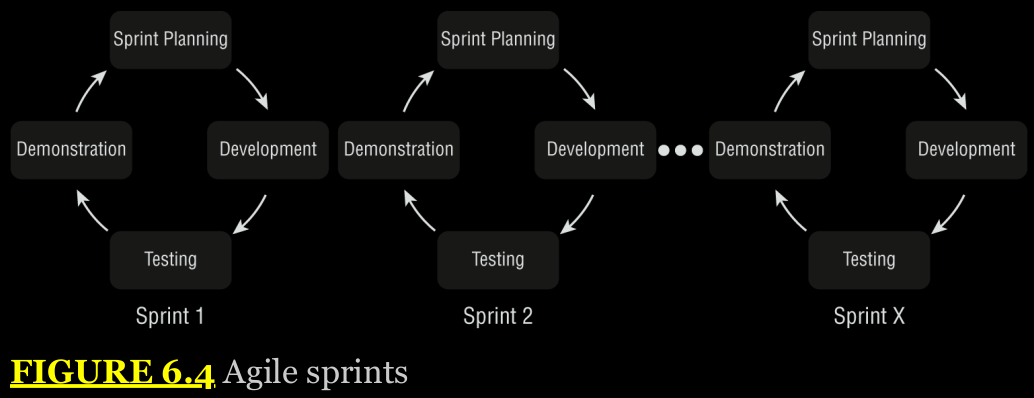 Sprint Planning
Sprint Planning
Sprint Planning
Demonstration
Development
Demonstration
Development
Demonstration
Development
Testing
Testing
Testing
Sprint 1
Sprint 2
Sprint X
FIGURE 6.4 Agile sprints